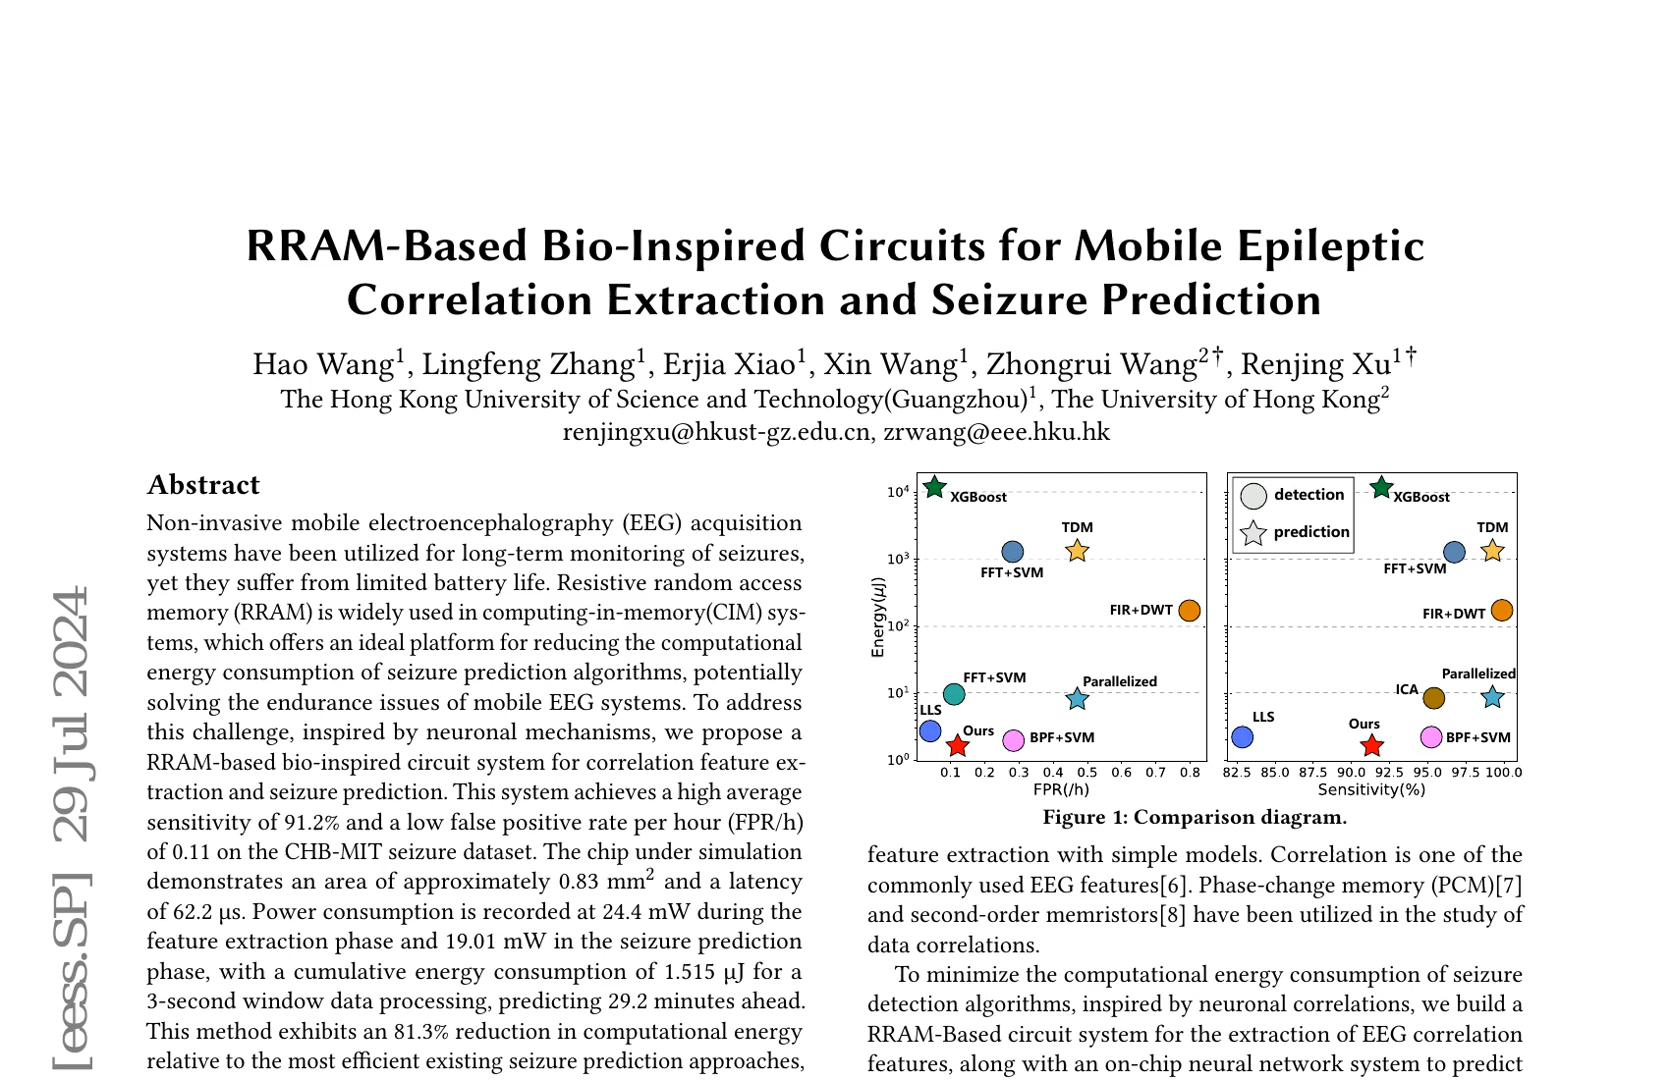 RRAM-Based Bio-Inspired Circuits for Mobile Epileptic
Correlation Extraction and Seizure Prediction
Hao Wang¹, Lingfeng Zhang¹, Erjia Xiao¹, Xin Wang¹, Zhongrui Wang²†, Renjing Xu¹†
The Hong Kong University of Science and Technology(Guangzhou)¹, The University of Hong Kong²
renjingxu@hkust-gz.edu.cn, zrwang@eee.hku.hk
[eess.SP] 29 Jul 2024
Abstract
Non-invasive mobile electroencephalography (EEG) acquisition
systems have been utilized for long-term monitoring of seizures,
yet they suffer from limited battery life. Resistive random access
memory (RRAM) is widely used in computing-in-memory(CIM) sys-
tems, which offers an ideal platform for reducing the computational
energy consumption of seizure prediction algorithms, potentially
solving the endurance issues of mobile EEG systems. To address
this challenge, inspired by neuronal mechanisms, we propose a
RRAM-based bio-inspired circuit system for correlation feature ex-
traction and seizure prediction. This system achieves a high average
sensitivity of 91.2% and a low false positive rate per hour (FPR/h)
of 0.11 on the CHB-MIT seizure dataset. The chip under simulation
demonstrates an area of approximately 0.83 mm² and a latency
of 62.2 μs. Power consumption is recorded at 24.4 mW during the
feature extraction phase and 19.01 mW in the seizure prediction
phase, with a cumulative energy consumption of 1.515 μJ for a
3-second window data processing, predicting 29.2 minutes ahead.
This method exhibits an 81.3% reduction in computational energy
relative to the most efficient existing seizure prediction approaches,
Energy(μJ)
10⁴
10³
10²
10¹
10⁰
XGBoost
TDM
FFT+SVM
FIR+DWT
FFT+SVM
Parallelized
LLS
Ours
BPF+SVM
0.1 0.2 0.3 0.4 0.5 0.6 0.7 0.8
FPR(/h)
detection
prediction
XGBoost
TDM
FFT+SVM
FIR+DWT
Parallelized
ICA
LLS
Ours
BPF+SVM
82.5 85.0 87.5 90.0 92.5 95.0 97.5 100.0
Sensitivity(%)
Figure 1: Comparison diagram.
feature extraction with simple models. Correlation is one of the
commonly used EEG features[6]. Phase-change memory (PCM)[7]
and second-order memristors[8] have been utilized in the study of
data correlations.
To minimize the computational energy consumption of seizure
detection algorithms, inspired by neuronal correlations, we build a
RRAM-Based circuit system for the extraction of EEG correlation
features, along with an on-chip neural network system to predict